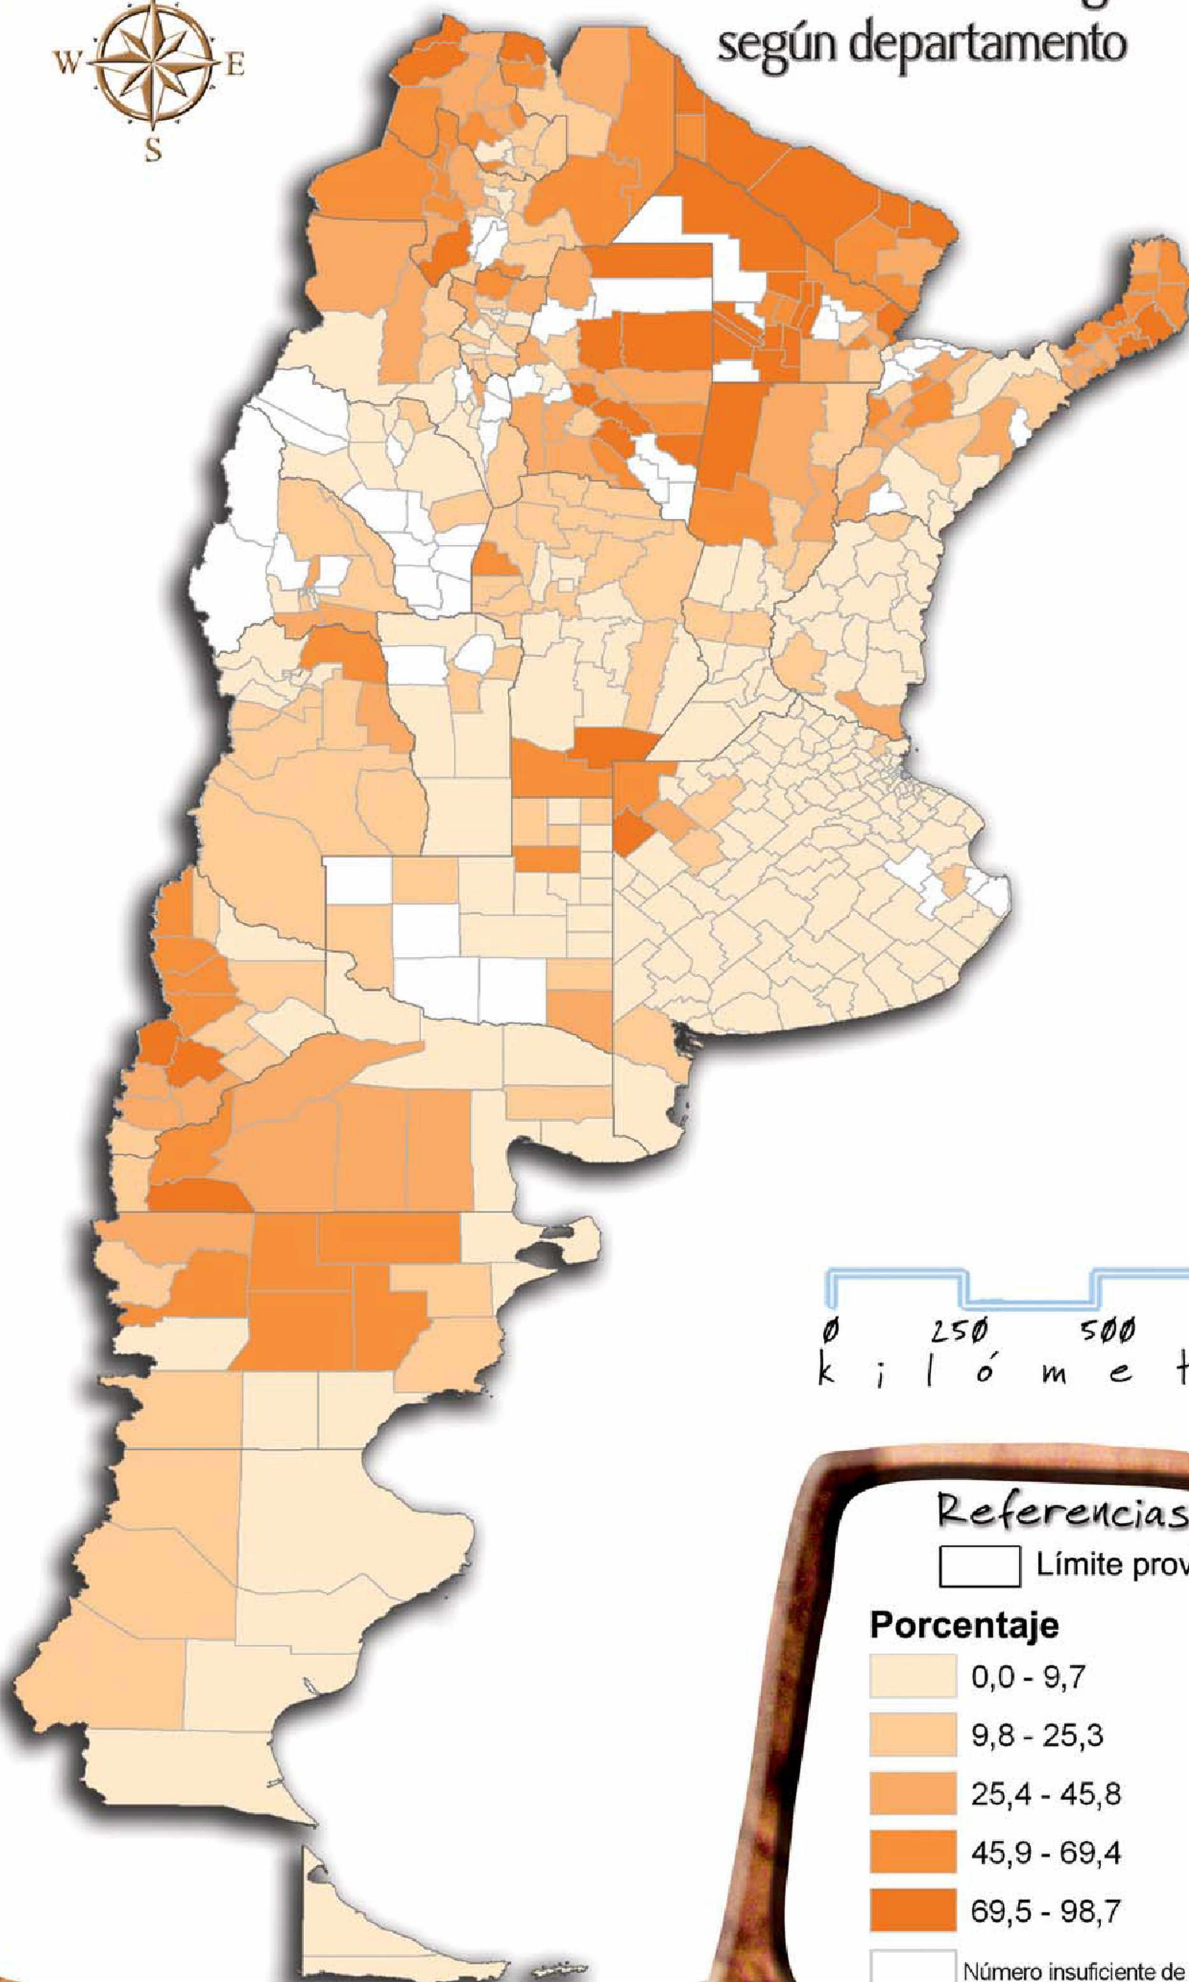 según departamento
W E
S
0 250 500
k i l ó m e t
Referencias
Límite prov
Porcentaje
0,0 - 9,7
9,8 - 25,3
25,4 - 45,8
45,9 - 69,4
69,5 - 98,7
Número insuficiente de